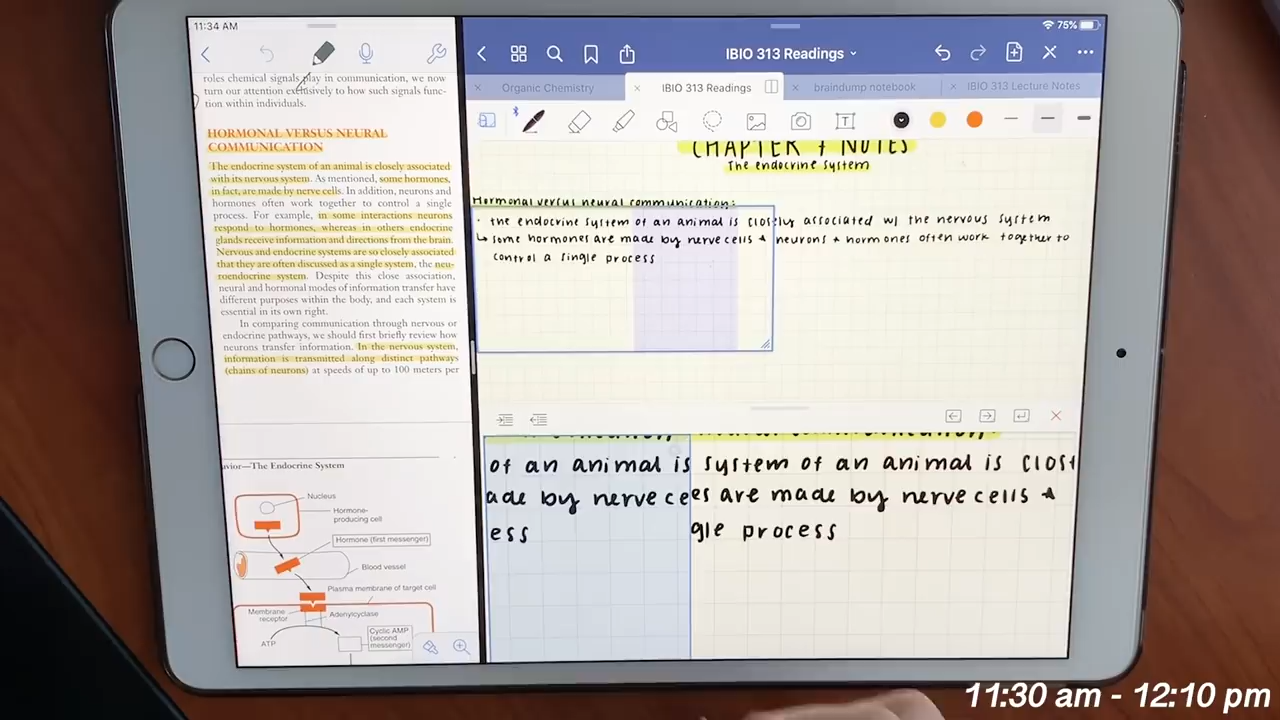 11:34 AM
75%
roles chemical signals play in communication, we now
turn our attention exclusively to how such signals func-
tion within individuals.
HORMONAL VERSUS NEURAL
COMMUNICATION
The endocrine system of an animal is closely associated
with its nervous system. As mentioned, some hormones,
in fact, are made by nerve cells. In addition, neurons and
hormones often work together to control a single
process. For example, in some interactions neurons
respond to hormones, whereas in others endocrine
glands receive information and directions from the brain.
Nervous and endocrine systems are so closely associated
that they are often discussed as a single system, the neu-
roendocrine system. Despite this close association,
neural and hormonal modes of information transfer have
different purposes within the body, and each system is
essential in its own right.
In comparing communication through nervous or
endocrine pathways, we should first briefly review how
neurons transfer information. In the nervous system,
information is transmitted along distinct pathways
(chains of neurons) at speeds of up to 100 meters per
vior—The Endocrine System
Nucleus
Hormone-
producing cell
Hormone (first messenger)
Blood vessel
Plasma membrane of target cell
Membrane
receptor
Adenylcyclase
ATP
Cyclic AMP
(second
messenger)
IBIO 313 Readings
Organic Chemistry
IBIO 313 Readings
braindump notebook
IBIO 313 Lecture Notes
T
CHAPTER 7 NOTES
The endocrine system
Hormonal versus neural communication:
· the endocrine system of an animal is closely associated w/ the nervous system
↳ some hormones are made by nerve cells + neurons + hormones often work together to
control a single process
of an animal is
ade by nerve ce
ess
system of an animal is clos
es are made by nerve cells +
gle process
11:30 am - 12:10 pm